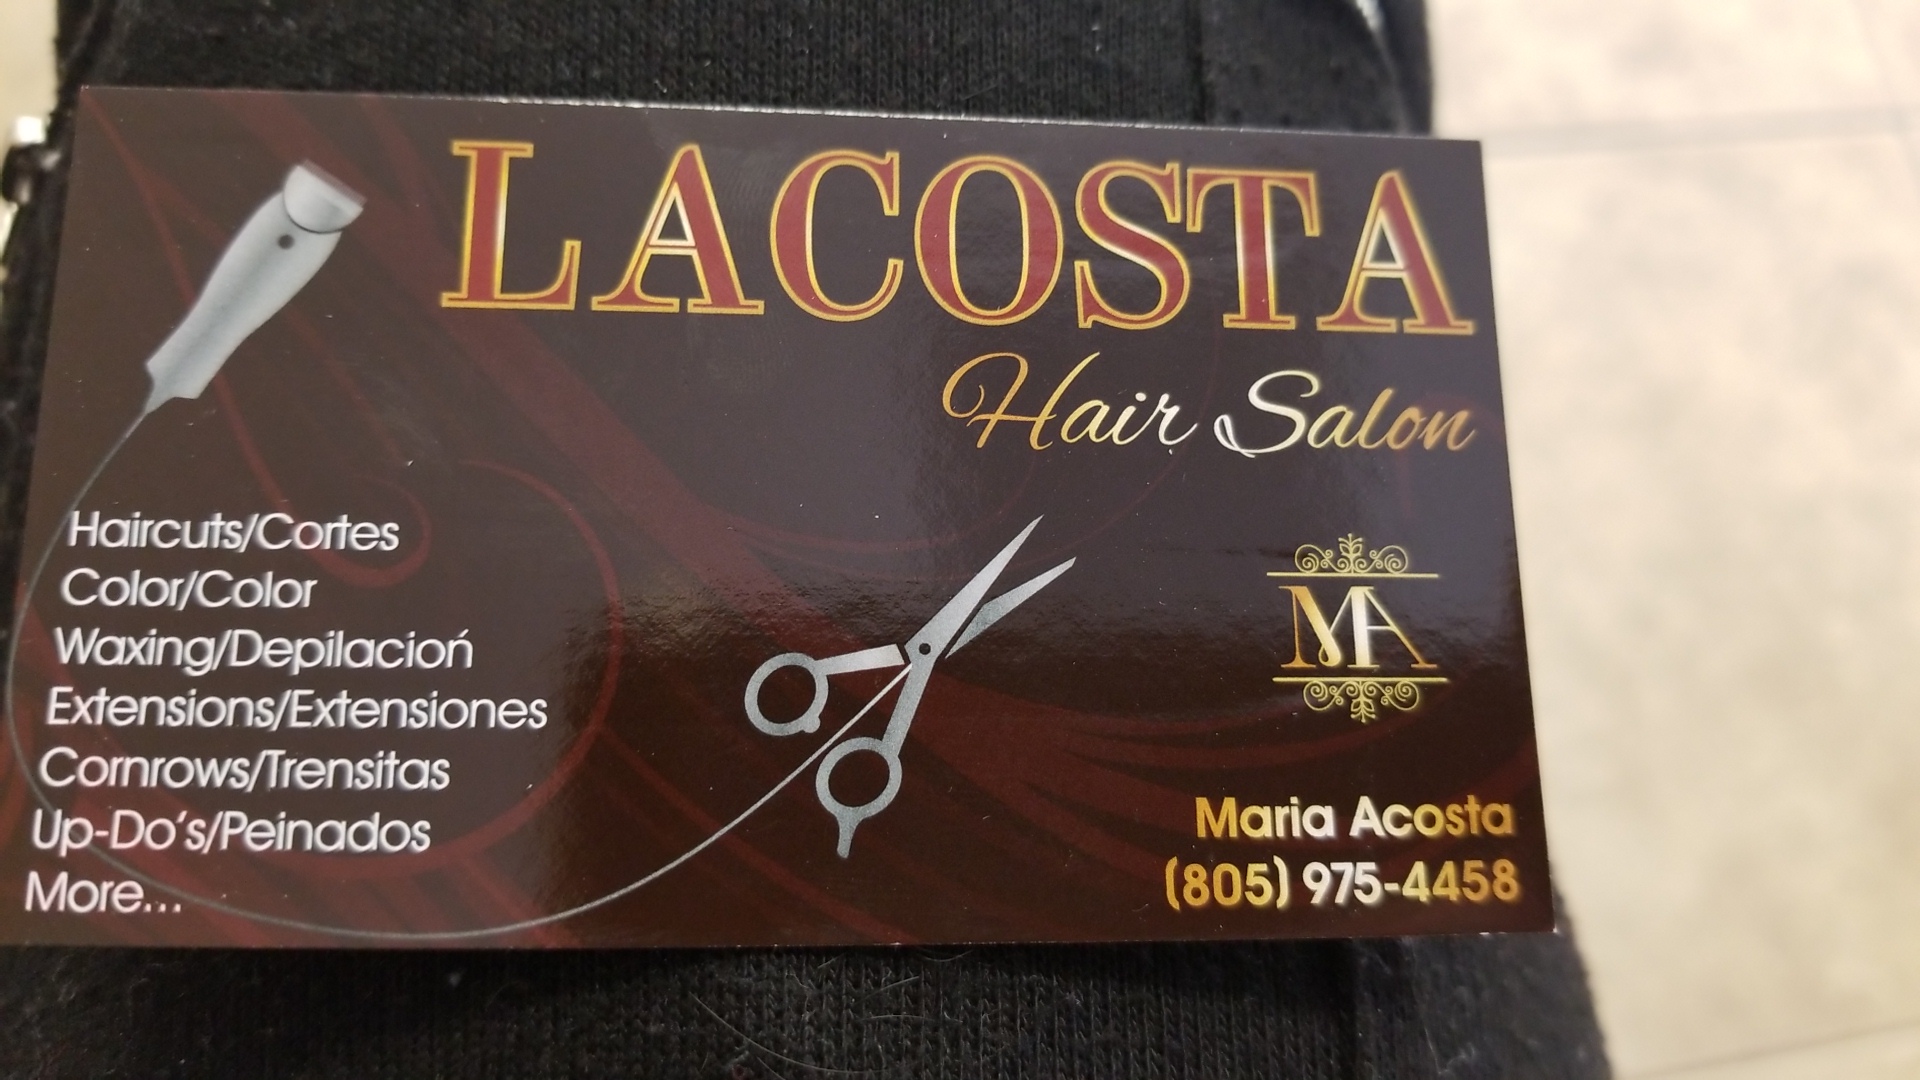 LACOSTA
Hair Salon
Haircuts/Cortes
Color/Color
Waxing/Depilacioń
Extensions/Extensiones
Cornrows/Trensitas
Up-Do's/Peinados
More...
MA
Maria Acosta
(805) 975-4458